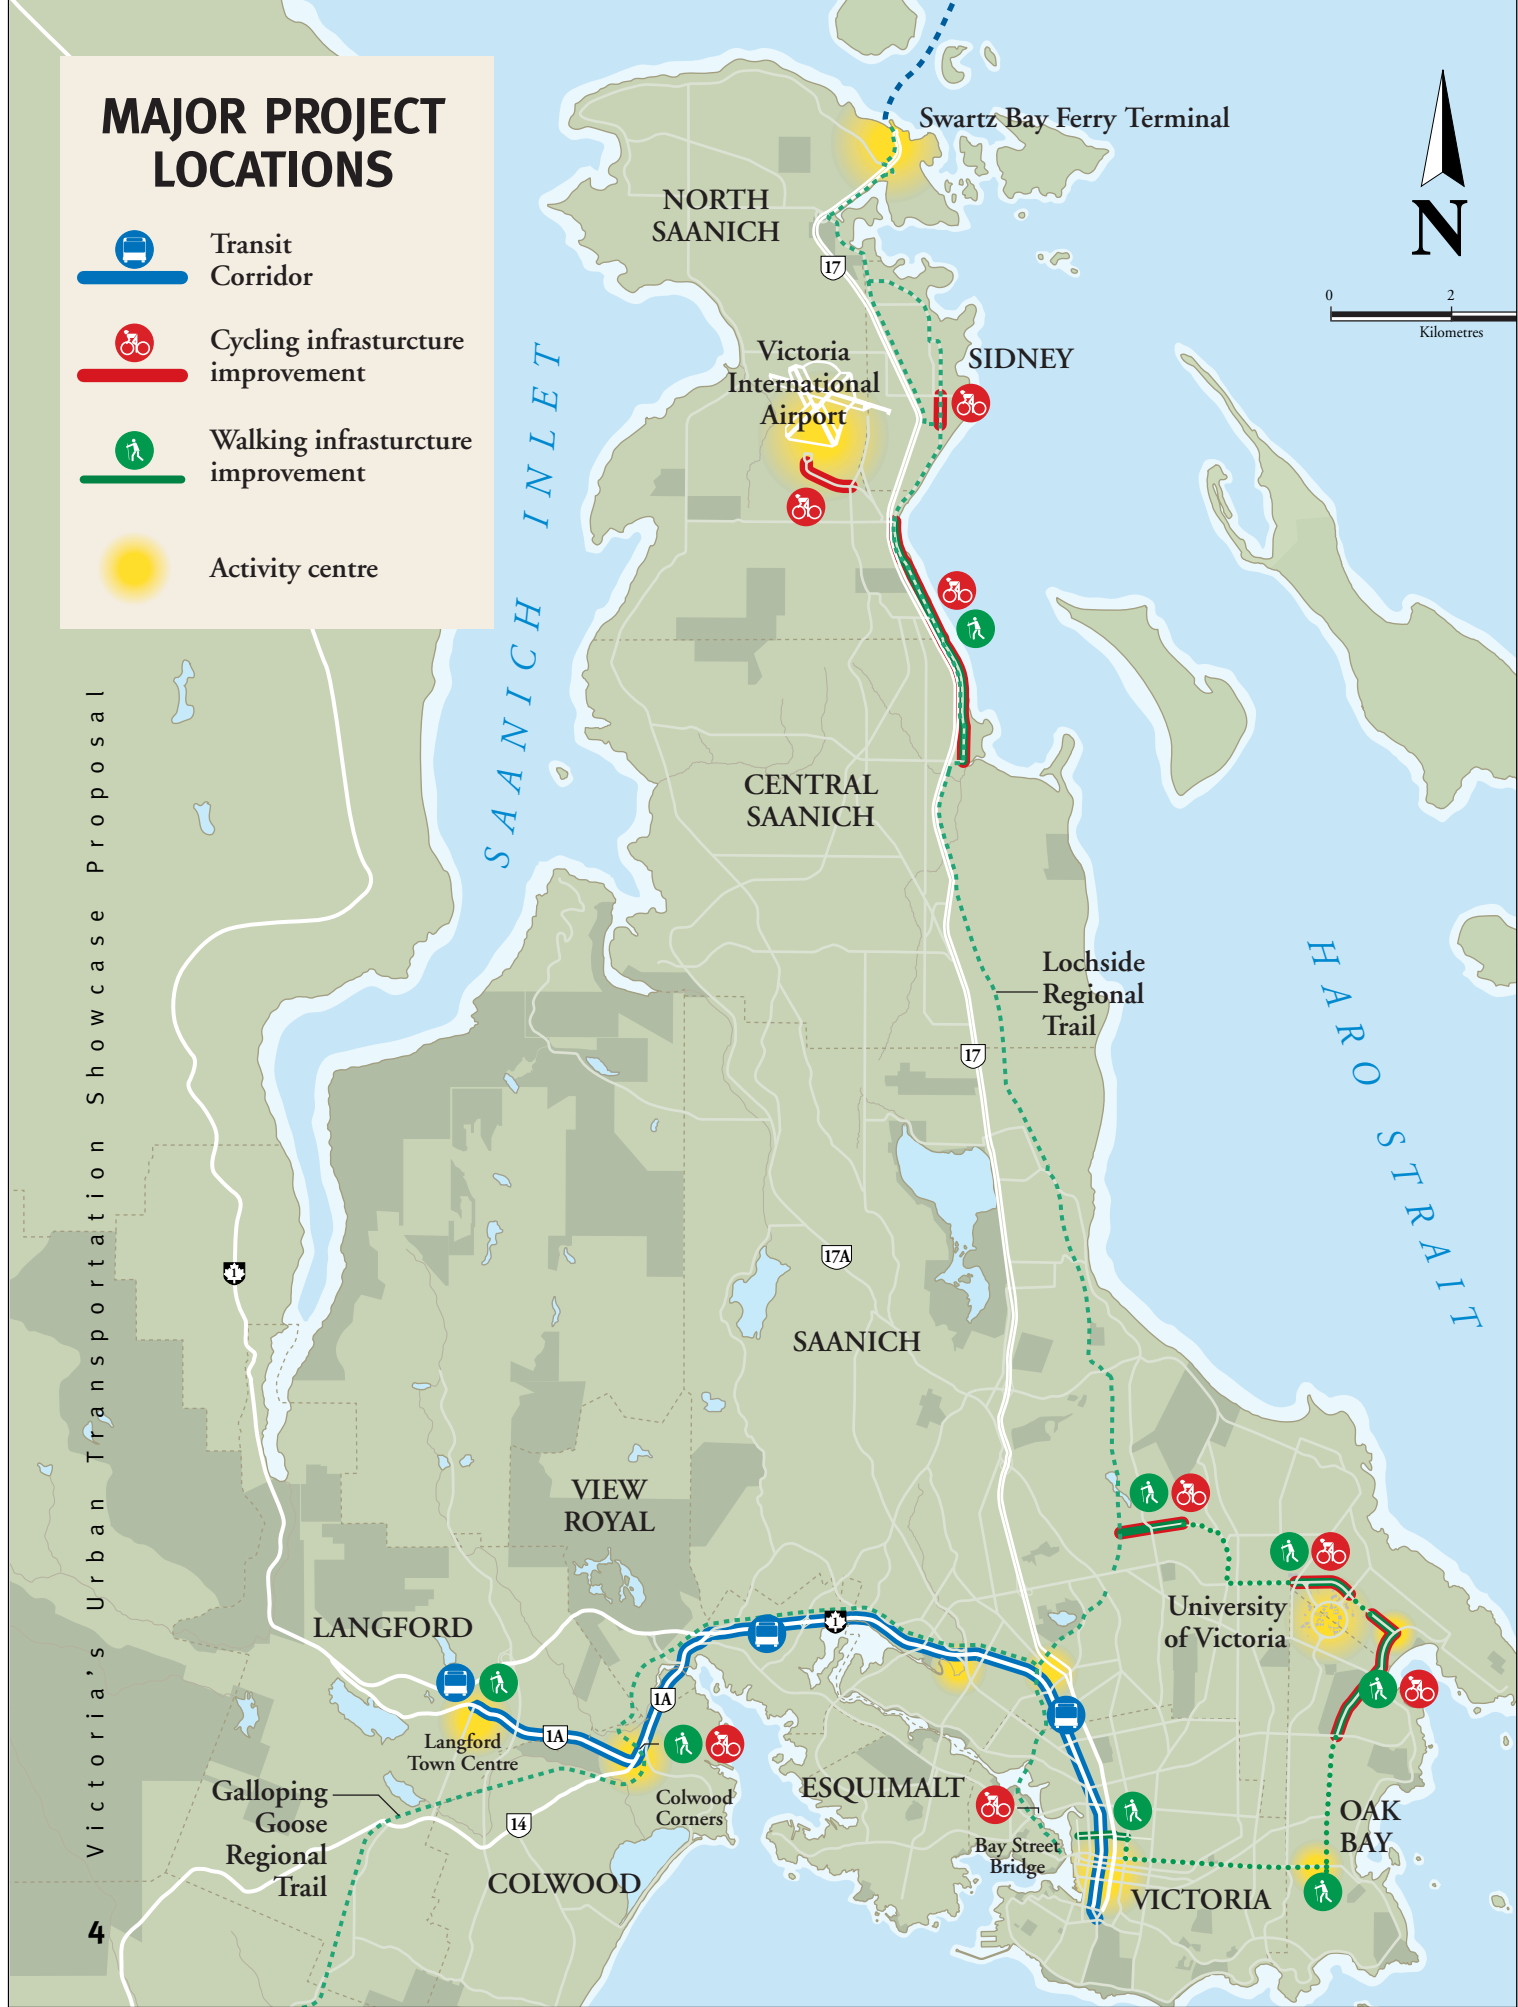 MAJOR PROJECT
LOCATIONS
Transit
Corridor
Cycling infrasturcture
improvement
Walking infrasturcture
improvement
Activity centre
Swartz Bay Ferry Terminal
N
0 2
Kilometres
NORTH
SAANICH
17
Victoria
International
Airport
SIDNEY
SAANICH INLET
CENTRAL
SAANICH
Lochside
Regional
Trail
17
HARO STRAIT
1
17A
SAANICH
VIEW
ROYAL
LANGFORD
1
University
of Victoria
1A
1A
Langford
Town Centre
Galloping
Goose
Regional
Trail
Colwood
Corners
14
COLWOOD
ESQUIMALT
Bay Street
Bridge
OAK
BAY
VICTORIA
Victoria's Urban Transportation Showcase Proposal
4